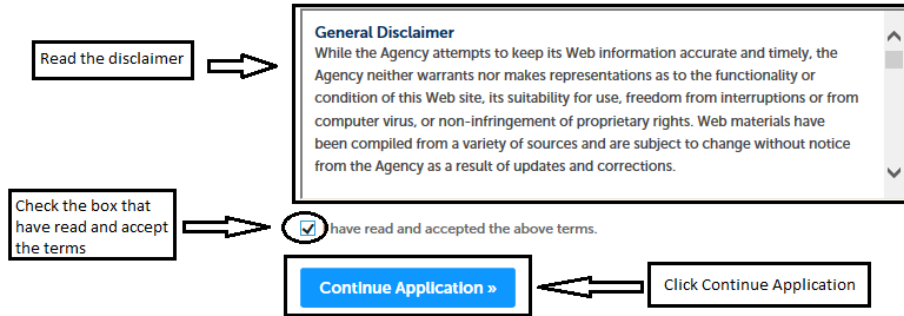 General Disclaimer
While the Agency attempts to keep its Web information accurate and timely, the
Agency neither warrants nor makes representations as to the functionality or
condition of this Web site, its suitability for use, freedom from interruptions or from
computer virus, or non-infringement of proprietary rights. Web materials have
been compiled from a variety of sources and are subject to change without notice
from the Agency as a result of updates and corrections.
Read the disclaimer
Check the box that
have read and accept
the terms
have read and accepted the above terms.
Continue Application »
Click Continue Application